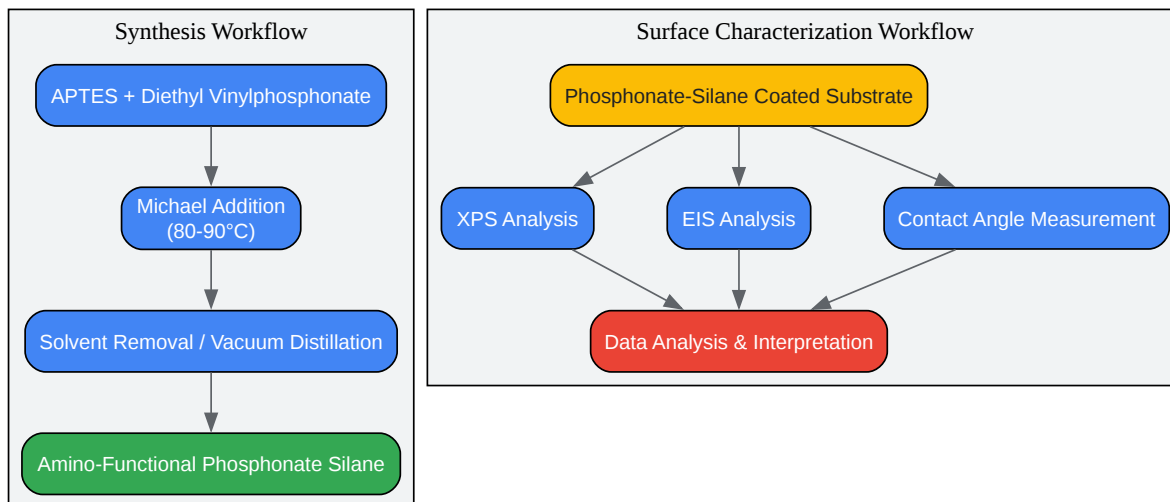 Synthesis Workflow
APTES + Diethyl Vinylphosphonate
Michael Addition
(80-90°C)
Solvent Removal / Vacuum Distillation
Amino-Functional Phosphonate Silane
Surface Characterization Workflow
Phosphonate-Silane Coated Substrate
XPS Analysis
EIS Analysis
Contact Angle Measurement
Data Analysis & Interpretation